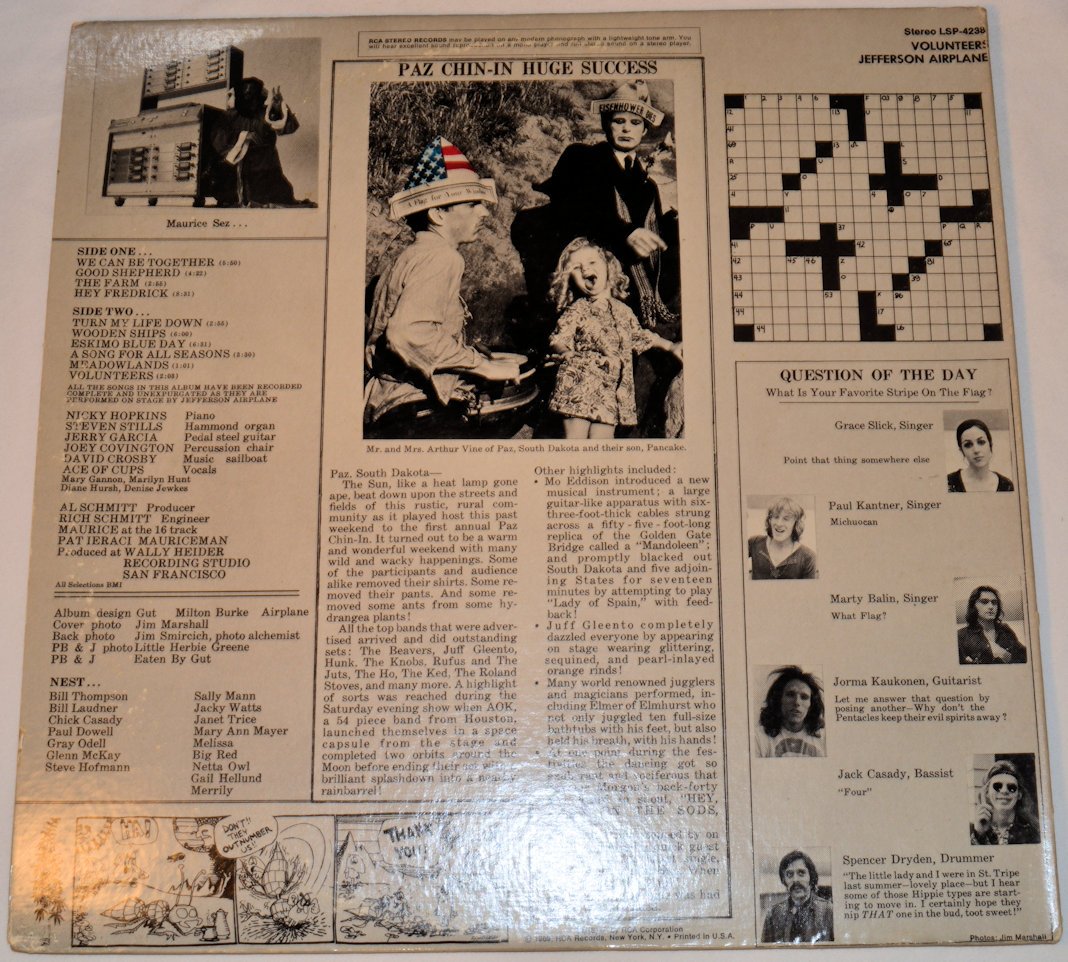 RCA STEREO RECORDS may be played on any modern phonograph with a lightweight tone arm. You
will hear excellent sound
Stereo LSP-4238
VOLUNTEERS
JEFFERSON AIRPLANE
PAZ CHIN-IN HUGE SUCCESS
EISENHOWER DIES
A Flag for Your Window
Maurice Sez...
SIDE ONE...
WE CAN BE TOGETHER (5:50)
GOOD SHEPHERD (4:22)
THE FARM (2:55)
HEY FREDRICK (8:31)
SIDE TWO...
TURN MY LIFE DOWN (2:55)
WOODEN SHIPS (6:00)
ESKIMO BLUE DAY (6:31)
A SONG FOR ALL SEASONS (3:30)
MEADOWLANDS (1:01)
VOLUNTEERS (2:03)
ALL THE SONGS IN THIS ALBUM HAVE BEEN RECORDED
COMPLETE AND UNEXPURGATED AS THEY ARE
PERFORMED ON STAGE BY JEFFERSON AIRPLANE
NICKY HOPKINS Piano
STEVEN STILLS Hammond organ
JERRY GARCIA Pedal steel guitar
JOEY COVINGTON Percussion chair
DAVID CROSBY Music sailboat
ACE OF CUPS Vocals
Mary Gannon, Marilyn Hunt
Diane Hursh, Denise Jewkes
AL SCHMITT Producer
RICH SCHMITT Engineer
MAURICE at the 16 track
PAT IERACI MAURICEMAN
Produced at WALLY HEIDER
RECORDING STUDIO
SAN FRANCISCO
All Selections BMI
Album design Gut Milton Burke Airplane
Cover photo Jim Marshall
Back photo Jim Smircich, photo alchemist
PB & J photo Little Herbie Greene
PB & J Eaten By Gut
NEST...
Bill Thompson Sally Mann
Bill Laudner Jacky Watts
Chick Casady Janet Trice
Paul Dowell Mary Ann Mayer
Gray Odell Melissa
Glenn McKay Big Red
Steve Hofmann Netta Owl
Gail Hellund
Merrily
Mr. and Mrs. Arthur Vine of Paz, South Dakota and their son, Pancake.
Paz, South Dakota—
The Sun, like a heat lamp gone
ape, beat down upon the streets and
fields of this rustic, rural com-
munity as it played host this past
weekend to the first annual Paz
Chin-In. It turned out to be a warm
and wonderful weekend with many
wild and wacky happenings. Some
of the participants and audience
alike removed their shirts. Some re-
moved their pants. And some re-
moved some ants from some hy-
drangea plants!
All the top bands that were adver-
tised arrived and did outstanding
sets: The Beavers, Juff Gleento,
Hunk, The Knobs, Rufus and The
Juts, The Ho, The Ked, The Roland
Stoves, and many more. A highlight
of sorts was reached during the
Saturday evening show when AOK,
a 54 piece band from Houston,
launched themselves in a space
capsule from the stage and
completed two orbits around the
Moon before ending their set with a
brilliant splashdown into a nearby
rainbarrel!
Other highlights included:
• Mo Eddison introduced a new
musical instrument; a large
guitar-like apparatus with six-
three-foot-thick cables strung
across a fifty-five-foot-long
replica of the Golden Gate
Bridge called a "Mandoleen";
and promptly blacked out
South Dakota and five adjoin-
ing States for seventeen
minutes by attempting to play
"Lady of Spain," with feed-
back!
• Juff Gleento completely
dazzled everyone by appearing
on stage wearing glittering,
sequined, and pearl-inlayed
orange rinds!
• Many world renowned jugglers
and magicians performed, in-
cluding Elmer of Elmhurst who
not only juggled ten full-size
bathtubs with his feet, but also
held his breath, with his hands!
• At one point during the fes-
tivities the dancing got so
and vociferous that
Morgon's back-forty
"HEY,
THE SODS,
QUESTION OF THE DAY
What Is Your Favorite Stripe On The Flag?
Grace Slick, Singer
Point that thing somewhere else
Paul Kantner, Singer
Michuocan
Marty Balin, Singer
What Flag?
Jorma Kaukonen, Guitarist
Let me answer that question by
posing another—Why don't the
Pentacles keep their evil spirits away?
Jack Casady, Bassist
"Four"
Spencer Dryden, Drummer
"The little lady and I were in St. Tripe
last summer—lovely place—but I hear
some of those Hippie types are start-
ing to move in. I certainly hope they
nip THAT one in the bud, toot sweet!"
Photos: Jim Marshall
HA!
DON'T!!
THEY
OUTNUMBER
US!!
THANX
YOU!!
RCA Corporation
© 1969, RCA Records, New York, N.Y. • Printed in U.S.A.